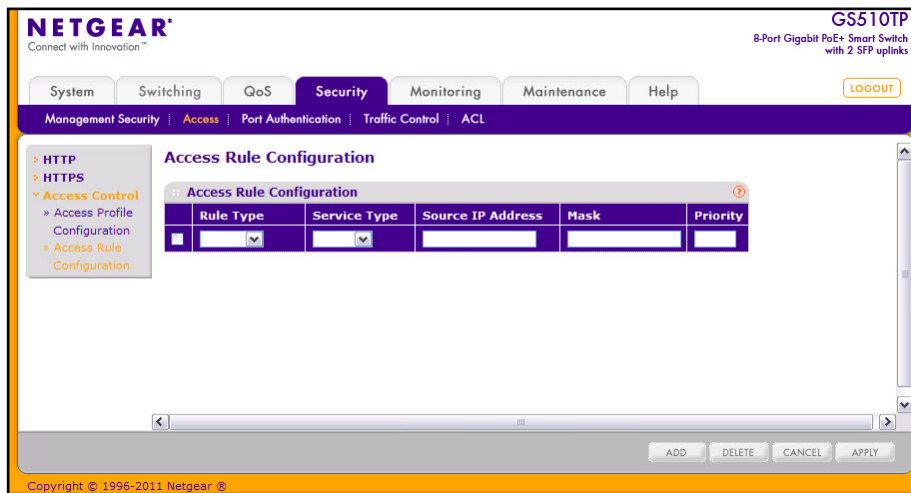 NETGEAR®
Connect with Innovation™
GS510TP
8-Port Gigabit PoE+ Smart Switch
with 2 SFP uplinks
System Switching QoS Security Monitoring Maintenance Help
LOGOUT
Management Security | Access | Port Authentication | Traffic Control | ACL
HTTP
HTTPS
Access Control
» Access Profile
Configuration
» Access Rule
Configuration
Access Rule Configuration
Access Rule Configuration ?
Rule Type Service Type Source IP Address Mask Priority
ADD DELETE CANCEL APPLY
Copyright © 1996-2011 Netgear ®